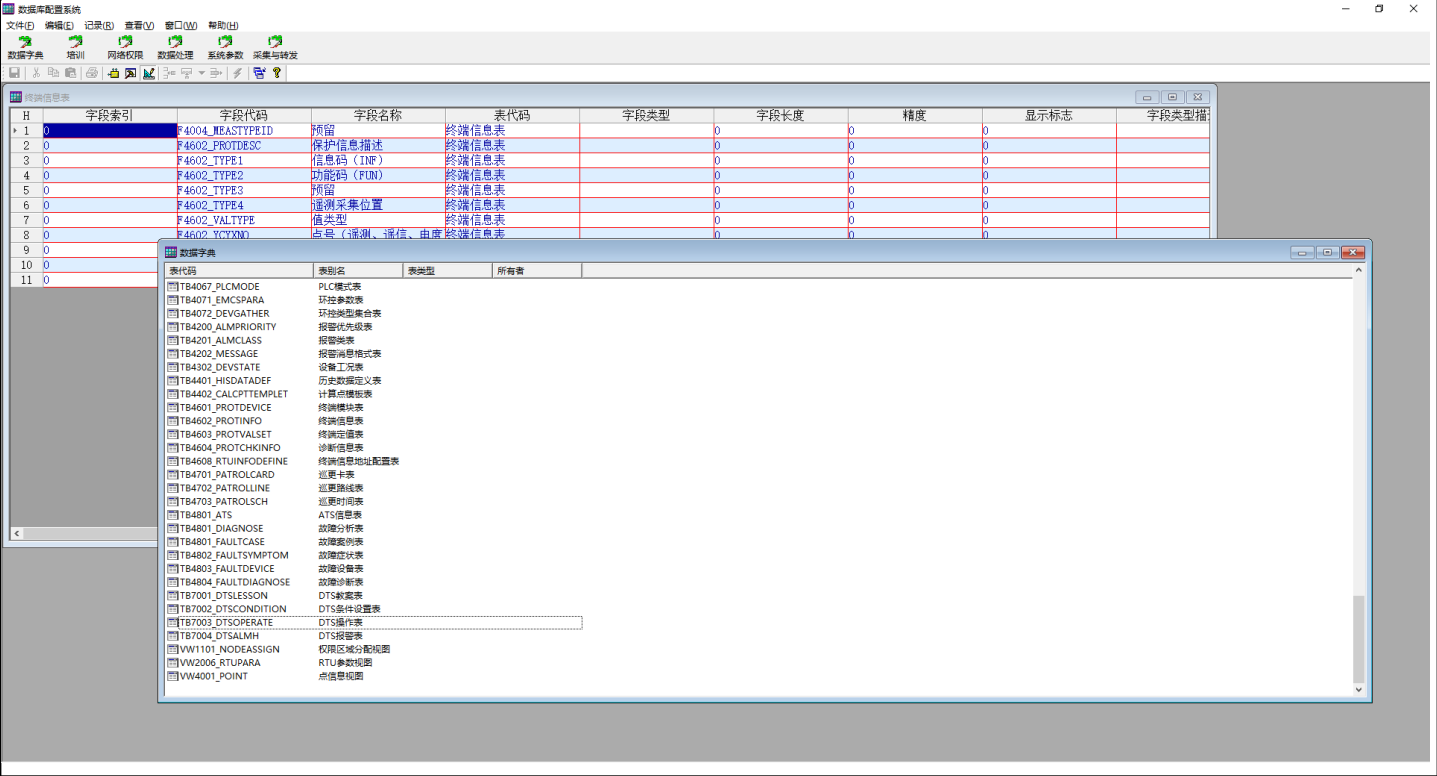 数据库配置系统
文件(F) 编辑(E) 记录(R) 查看(V) 窗口(W) 帮助(H)
数据字典 培训 网络权限 数据处理 系统参数 采集与转发
终端信息表
H 字段索引 字段代码 字段名称 表代码 字段类型 字段长度 精度 显示标志 字段类型描
1 0 F4004_MEASTYPEID 预留 终端信息表 0 0 0
2 0 F4602_PROTDESC 保护信息描述 终端信息表 0 0 0
3 0 F4602_TYPE1 信息码（INF） 终端信息表 0 0 0
4 0 F4602_TYPE2 功能码（FUN） 终端信息表 0 0 0
5 0 F4602_TYPE3 预留 终端信息表 0 0 0
6 0 F4602_TYPE4 遥测采集位置 终端信息表 0 0 0
7 0 F4602_VALTYPE 值类型 终端信息表 0 0 0
8 0 F4602_YCYXNO 点号（遥测、遥信、电度 终端信息表 0 0 0
9 0
10 0
11 0
数据字典
表代码 表别名 表类型 所有者
TB4067_PLCMODE PLC模式表
TB4071_EMCSPARA 环控参数表
TB4072_DEVGATHER 环控类型集合表
TB4200_ALMPRIORITY 报警优先级表
TB4201_ALMCLASS 报警类表
TB4202_MESSAGE 报警消息格式表
TB4302_DEVSTATE 设备工况表
TB4401_HISDATADEF 历史数据定义表
TB4402_CALCPTTEMPLET 计算点模板表
TB4601_PROTDEVICE 终端模块表
TB4602_PROTINFO 终端信息表
TB4603_PROTVALSET 终端定值表
TB4604_PROTCHKINFO 诊断信息表
TB4608_RTUINFODEFINE 终端信息地址配置表
TB4701_PATROLCARD 巡更卡表
TB4702_PATROLLINE 巡更路线表
TB4703_PATROLSCH 巡更时间表
TB4801_ATS ATS信息表
TB4801_DIAGNOSE 故障分析表
TB4801_FAULTCASE 故障案例表
TB4802_FAULTSYMPTOM 故障症状表
TB4803_FAULTDEVICE 故障设备表
TB4804_FAULTDIAGNOSE 故障诊断表
TB7001_DTSLESSON DTS教案表
TB7002_DTSCONDITION DTS条件设置表
TB7003_DTSOPERATE DTS操作表
TB7004_DTSALMH DTS报警表
VW1101_NODEASSIGN 权限区域分配视图
VW2006_RTUPARA RTU参数视图
VW4001_POINT 点信息视图